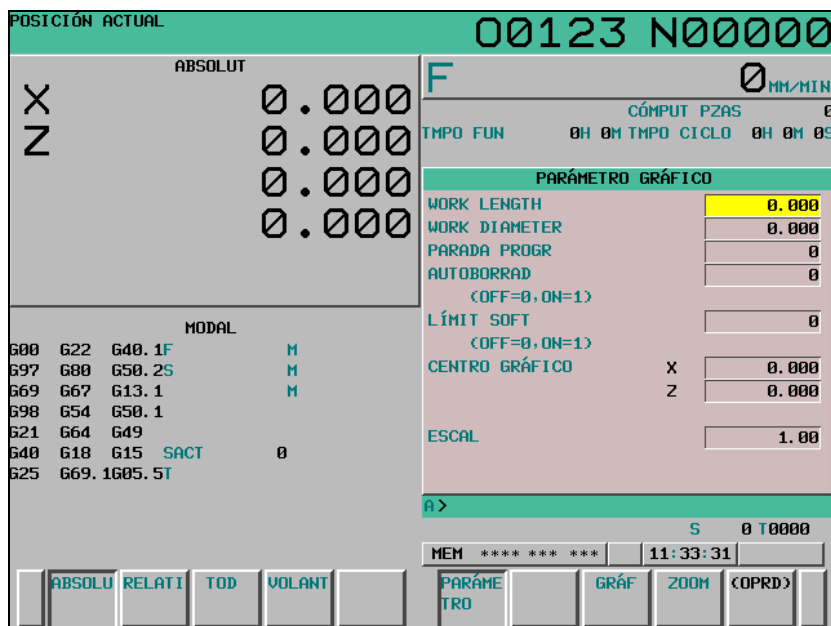 POSICIÓN ACTUAL
O0123 N00000
ABSOLUT
X 0.000
Z 0.000
0.000
0.000
F 0 MM/MIN
CÓMPUT PZAS 0
TMPO FUN 0H 0M TMPO CICLO 0H 0M 0S
PARÁMETRO GRÁFICO
WORK LENGTH 0.000
WORK DIAMETER 0.000
PARADA PROGR 0
AUTOBORRAD 0
(OFF=0,ON=1)
LÍMIT SOFT 0
(OFF=0,ON=1)
CENTRO GRÁFICO X 0.000
Z 0.000
ESCAL 1.00
MODAL
G00 G22 G40.1F M
G97 G80 G50.2S M
G69 G67 G13.1 M
G98 G54 G50.1
G21 G64 G49
G40 G18 G15 SACT 0
G25 G69.1G05.5T
A>
S 0 T0000
MEM **** *** *** 11:33:31
ABSOLU RELATI TOD VOLANT
PARÁME
TRO
GRÁF ZOOM (OPRD)